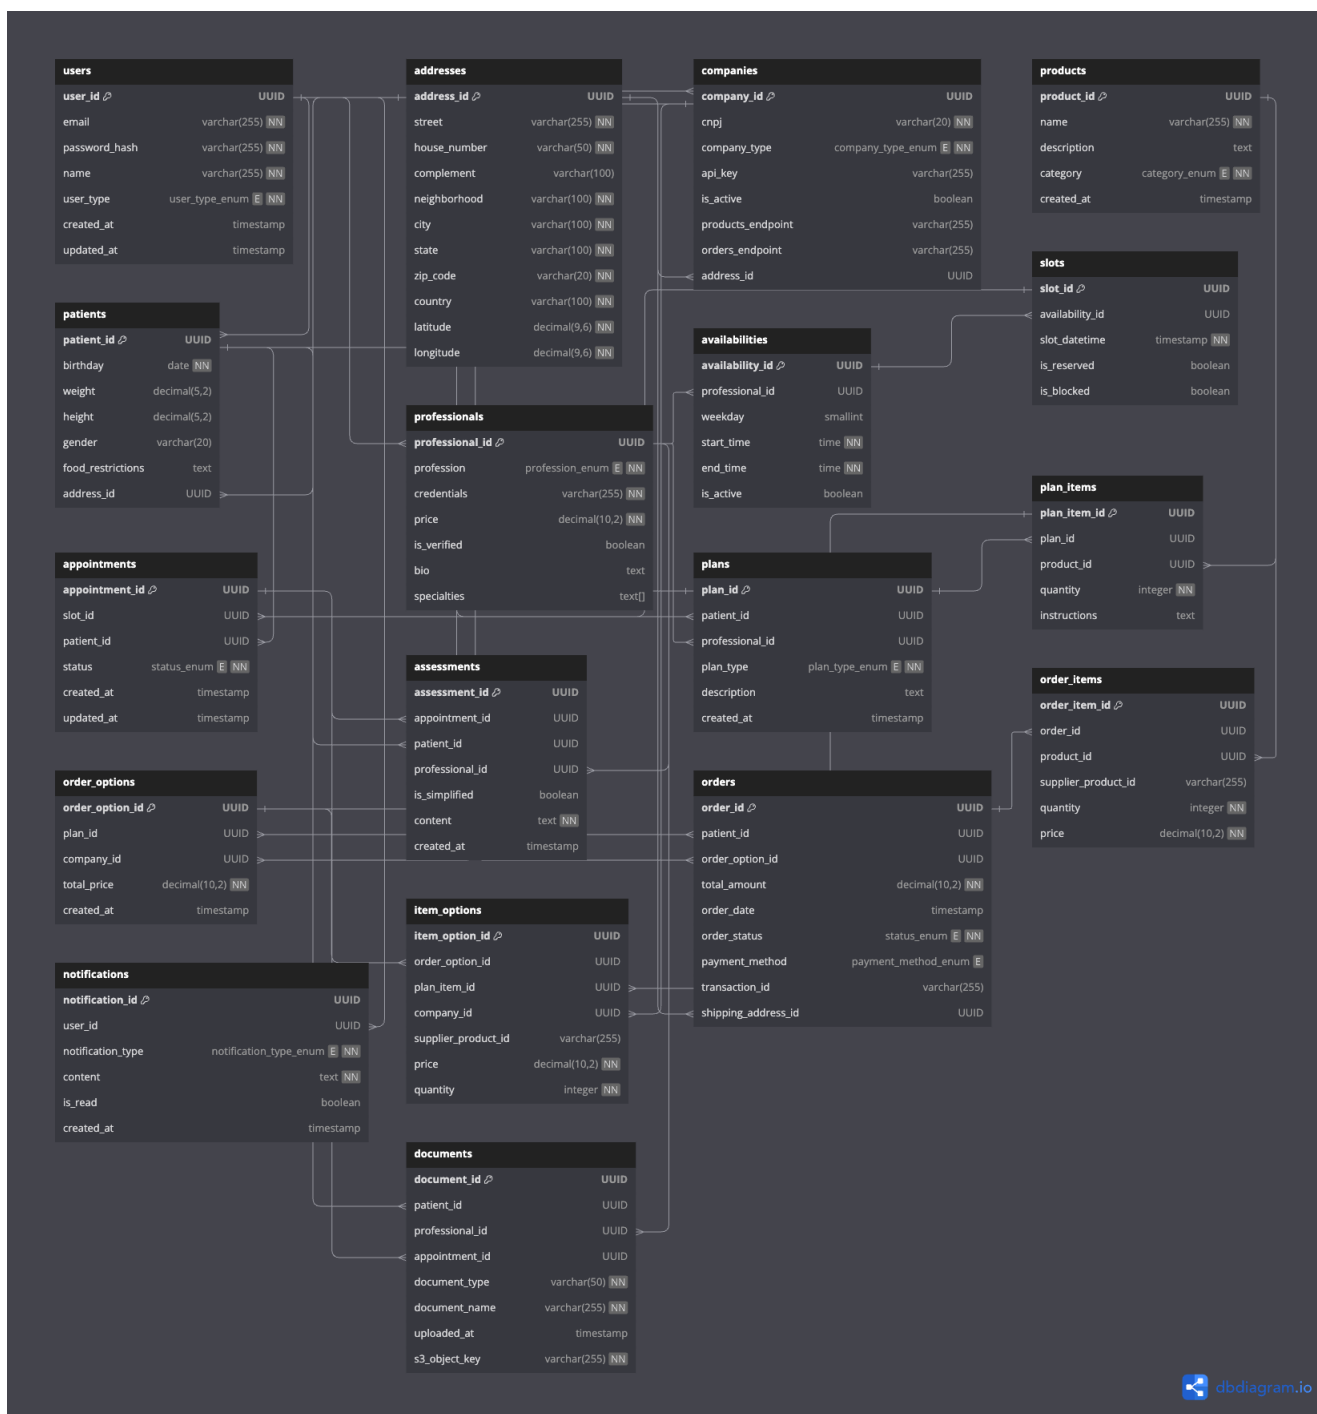 users
user_id UUID
email varchar(255) NN
password_hash varchar(255) NN
name varchar(255) NN
user_type user_type_enum E NN
created_at timestamp
updated_at timestamp
patients
patient_id UUID
birthday date NN
weight decimal(5,2)
height decimal(5,2)
gender varchar(20)
food_restrictions text
address_id UUID
appointments
appointment_id UUID
slot_id UUID
patient_id UUID
status status_enum E NN
created_at timestamp
updated_at timestamp
order_options
order_option_id UUID
plan_id UUID
company_id UUID
total_price decimal(10,2) NN
created_at timestamp
notifications
notification_id UUID
user_id UUID
notification_type notification_type_enum E NN
content text NN
is_read boolean
created_at timestamp
addresses
address_id UUID
street varchar(255) NN
house_number varchar(50) NN
complement varchar(100)
neighborhood varchar(100) NN
city varchar(100) NN
state varchar(100) NN
zip_code varchar(20) NN
country varchar(100) NN
latitude decimal(9,6) NN
longitude decimal(9,6) NN
professionals
professional_id UUID
profession profession_enum E NN
credentials varchar(255) NN
price decimal(10,2) NN
is_verified boolean
bio text
specialties text[]
assessments
assessment_id UUID
appointment_id UUID
patient_id UUID
professional_id UUID
is_simplified boolean
content text NN
created_at timestamp
item_options
item_option_id UUID
order_option_id UUID
plan_item_id UUID
company_id UUID
supplier_product_id varchar(255)
price decimal(10,2) NN
quantity integer NN
documents
document_id UUID
patient_id UUID
professional_id UUID
appointment_id UUID
document_type varchar(50) NN
document_name varchar(255) NN
uploaded_at timestamp
s3_object_key varchar(255) NN
companies
company_id UUID
cnpj varchar(20) NN
company_type company_type_enum E NN
api_key varchar(255)
is_active boolean
products_endpoint varchar(255)
orders_endpoint varchar(255)
address_id UUID
availabilities
availability_id UUID
professional_id UUID
weekday smallint
start_time time NN
end_time time NN
is_active boolean
plans
plan_id UUID
patient_id UUID
professional_id UUID
plan_type plan_type_enum E NN
description text
created_at timestamp
orders
order_id UUID
patient_id UUID
order_option_id UUID
total_amount decimal(10,2) NN
order_date timestamp
order_status status_enum E NN
payment_method payment_method_enum E
transaction_id varchar(255)
shipping_address_id UUID
products
product_id UUID
name varchar(255) NN
description text
category category_enum E NN
created_at timestamp
slots
slot_id UUID
availability_id UUID
slot_datetime timestamp NN
is_reserved boolean
is_blocked boolean
plan_items
plan_item_id UUID
plan_id UUID
product_id UUID
quantity integer NN
instructions text
order_items
order_item_id UUID
order_id UUID
product_id UUID
supplier_product_id varchar(255)
quantity integer NN
price decimal(10,2) NN
dbdiagram.io